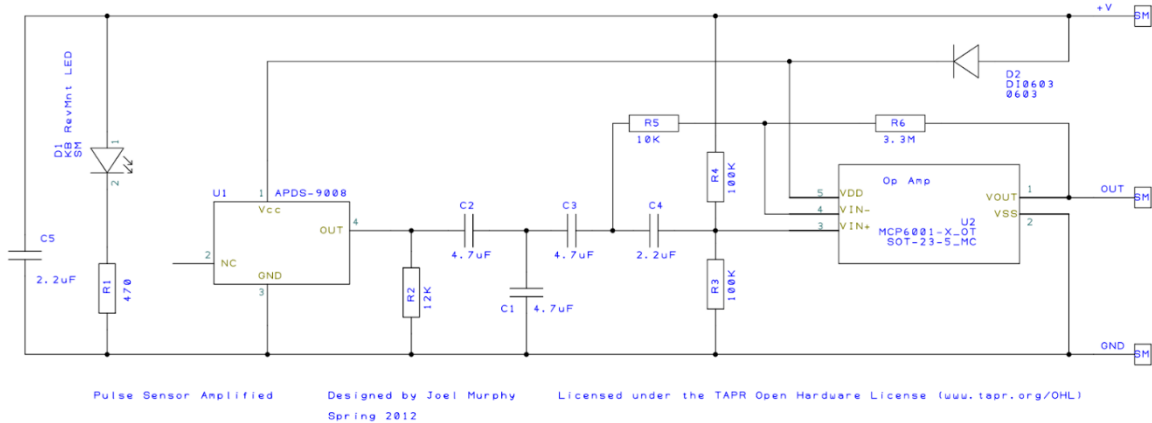 +V
SM
D2
DI0603
0603
D1
KB RevMnt LED
SM
1
2
R5
10K
R6
3.3M
R4
100K
Op Amp
5
VDD
4
VIN-
3
VIN+
VOUT
1
VSS
2
U2
MCP6001-X_OT
SOT-23-5_MC
OUT
SM
U1
1
APDS-9008
Vcc
OUT
4
2
NC
GND
3
C2
4.7uF
C3
4.7uF
C4
2.2uF
C5
2.2uF
R1
470
R2
12K
C1
4.7uF
R3
100K
GND
SM
Pulse Sensor Amplified
Designed by Joel Murphy
Licensed under the TAPR Open Hardware License (www.tapr.org/OHL)
Spring 2012